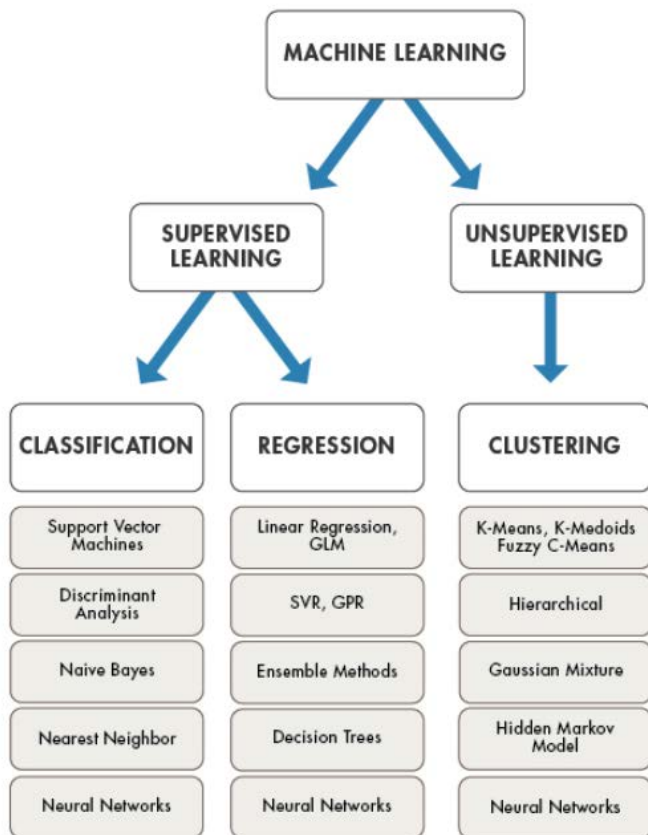 MACHINE LEARNING
SUPERVISED
LEARNING
UNSUPERVISED
LEARNING
CLASSIFICATION
REGRESSION
CLUSTERING
Support Vector
Machines
Linear Regression,
GLM
K-Means, K-Medoids
Fuzzy C-Means
Discriminant
Analysis
SVR, GPR
Hierarchical
Naive Bayes
Ensemble Methods
Gaussian Mixture
Nearest Neighbor
Decision Trees
Hidden Markov
Model
Neural Networks
Neural Networks
Neural Networks